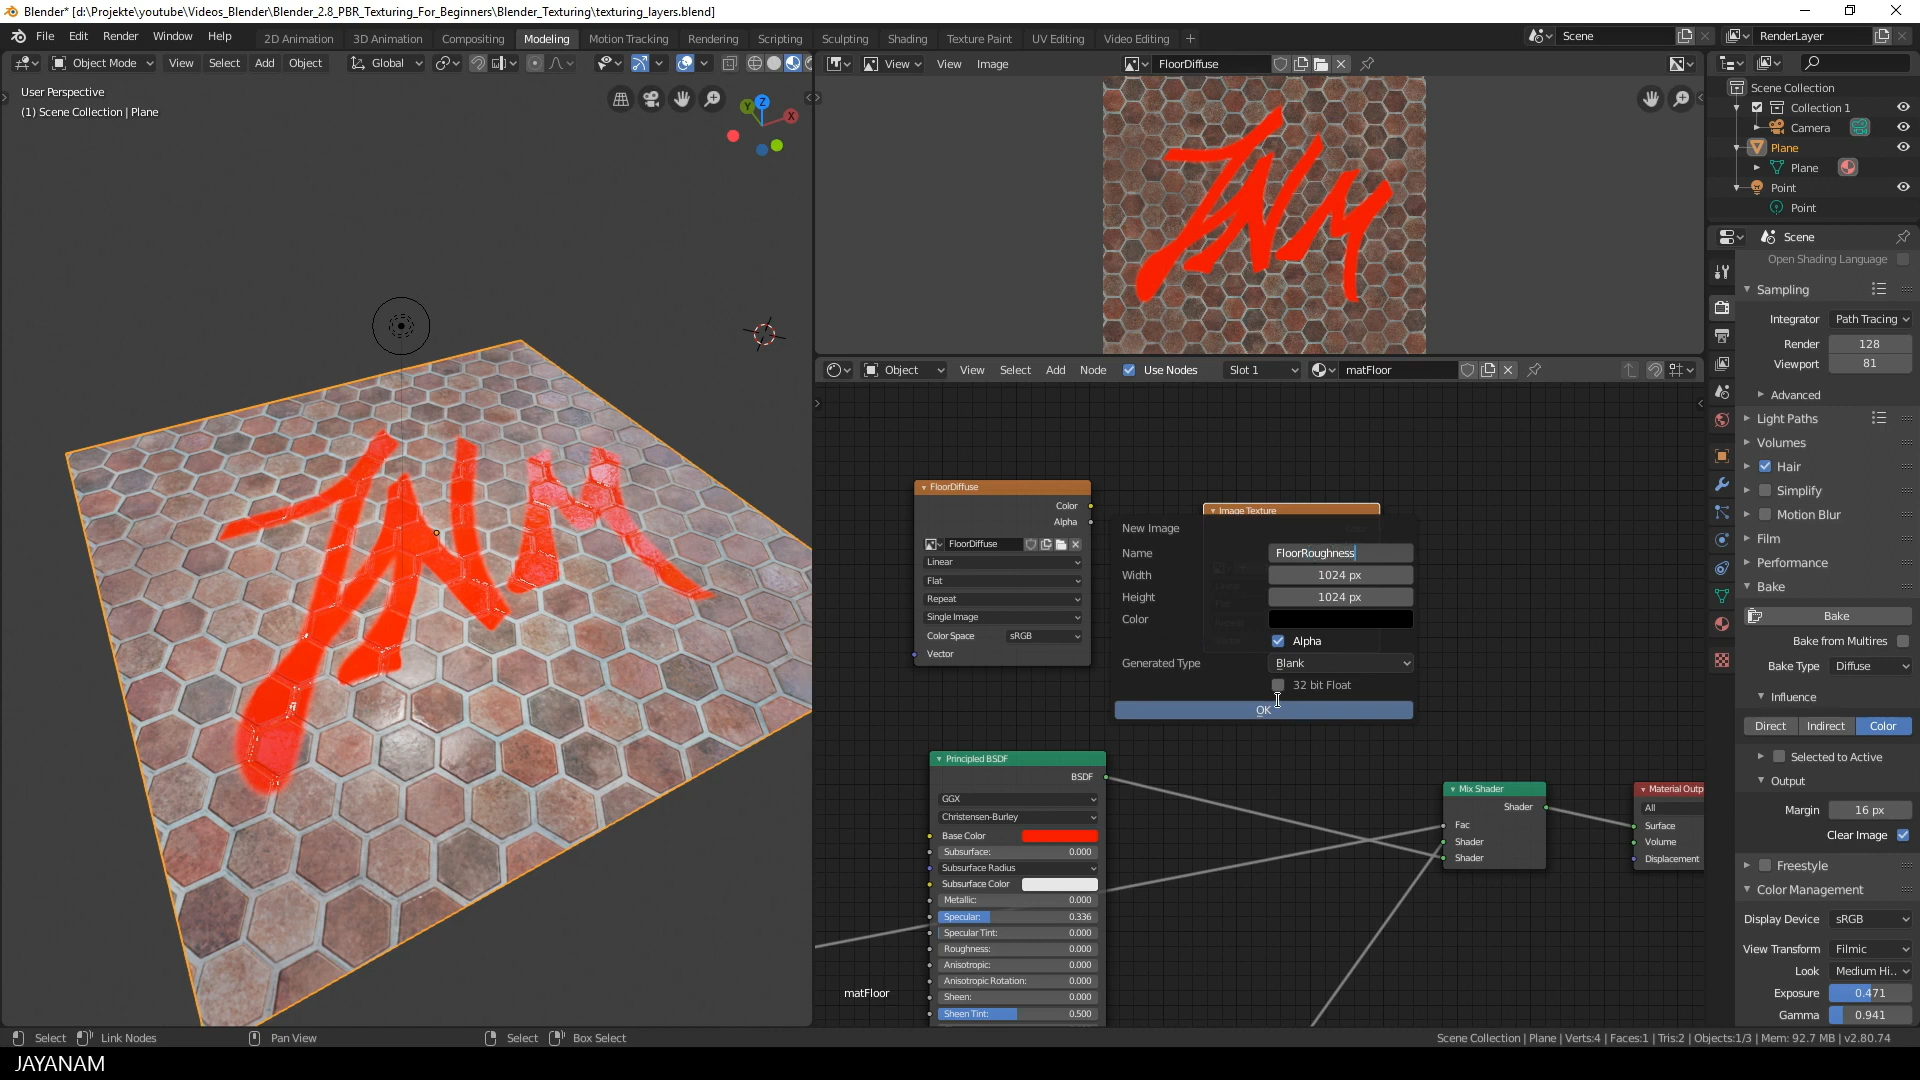 Blender* [d:\Projekte\youtube\Videos_Blender\Blender_2.8_PBR_Texturing_For_Beginners\Blender_Texturing\texturing_layers.blend]
File Edit Render Window Help 2D Animation 3D Animation Compositing Modeling Motion Tracking Rendering Scripting Sculpting Shading Texture Paint UV Editing Video Editing + Scene RenderLayer
Object Mode View Select Add Object Global
View View Image FloorDiffuse
User Perspective
(1) Scene Collection | Plane
Z
Y
X
JNM
JNM
Scene Collection
Collection 1
Camera
Plane
Plane
Point
Point
Scene
Open Shading Language
Sampling
Integrator Path Tracing
Render 128
Viewport 81
Advanced
Light Paths
Volumes
Hair
Simplify
Motion Blur
Film
Performance
Bake
Bake
Bake from Multires
Bake Type Diffuse
Influence
Direct Indirect Color
Selected to Active
Output
Margin 16 px
Clear Image
Freestyle
Color Management
Display Device sRGB
View Transform Filmic
Look Medium Hi..
Exposure 0.471
Gamma 0.941
Object View Select Add Node Use Nodes Slot 1 matFloor
FloorDiffuse
Color
Alpha
FloorDiffuse
Linear
Flat
Repeat
Single Image
Color Space sRGB
Vector
Image Texture
New Image
Name FloorRoughness
Width 1024 px
Height 1024 px
Color
Alpha
Generated Type Blank
32 bit Float
OK
Principled BSDF
BSDF
GGX
Christensen-Burley
Base Color
Subsurface: 0.000
Subsurface Radius
Subsurface Color
Metallic: 0.000
Specular: 0.336
Specular Tint: 0.000
Roughness: 0.000
Anisotropic: 0.000
Anisotropic Rotation: 0.000
Sheen: 0.000
Sheen Tint: 0.500
Mix Shader
Shader
Fac
Shader
Shader
Material Outp
All
Surface
Volume
Displacement
matFloor
Select Link Nodes Pan View Select Box Select Scene Collection | Plane | Verts:4 | Faces:1 | Tris:2 | Objects:1/3 | Mem: 92.7 MB | v2.80.74
JAYANAM